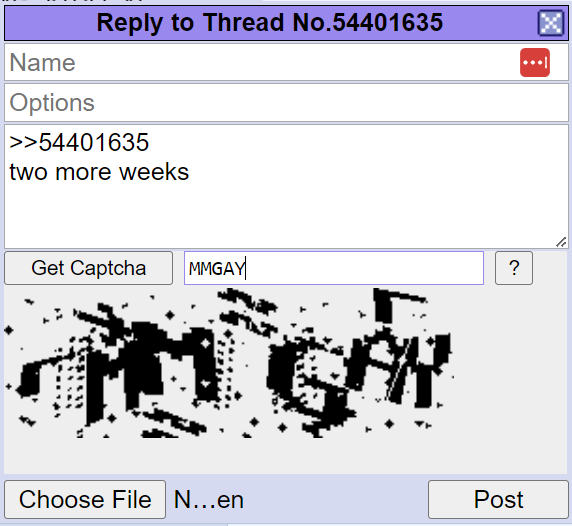 Reply to Thread No.54401635
Name
Options
>>54401635
two more weeks
Get Captcha
MMGAY
?
Choose File
N...en
Post